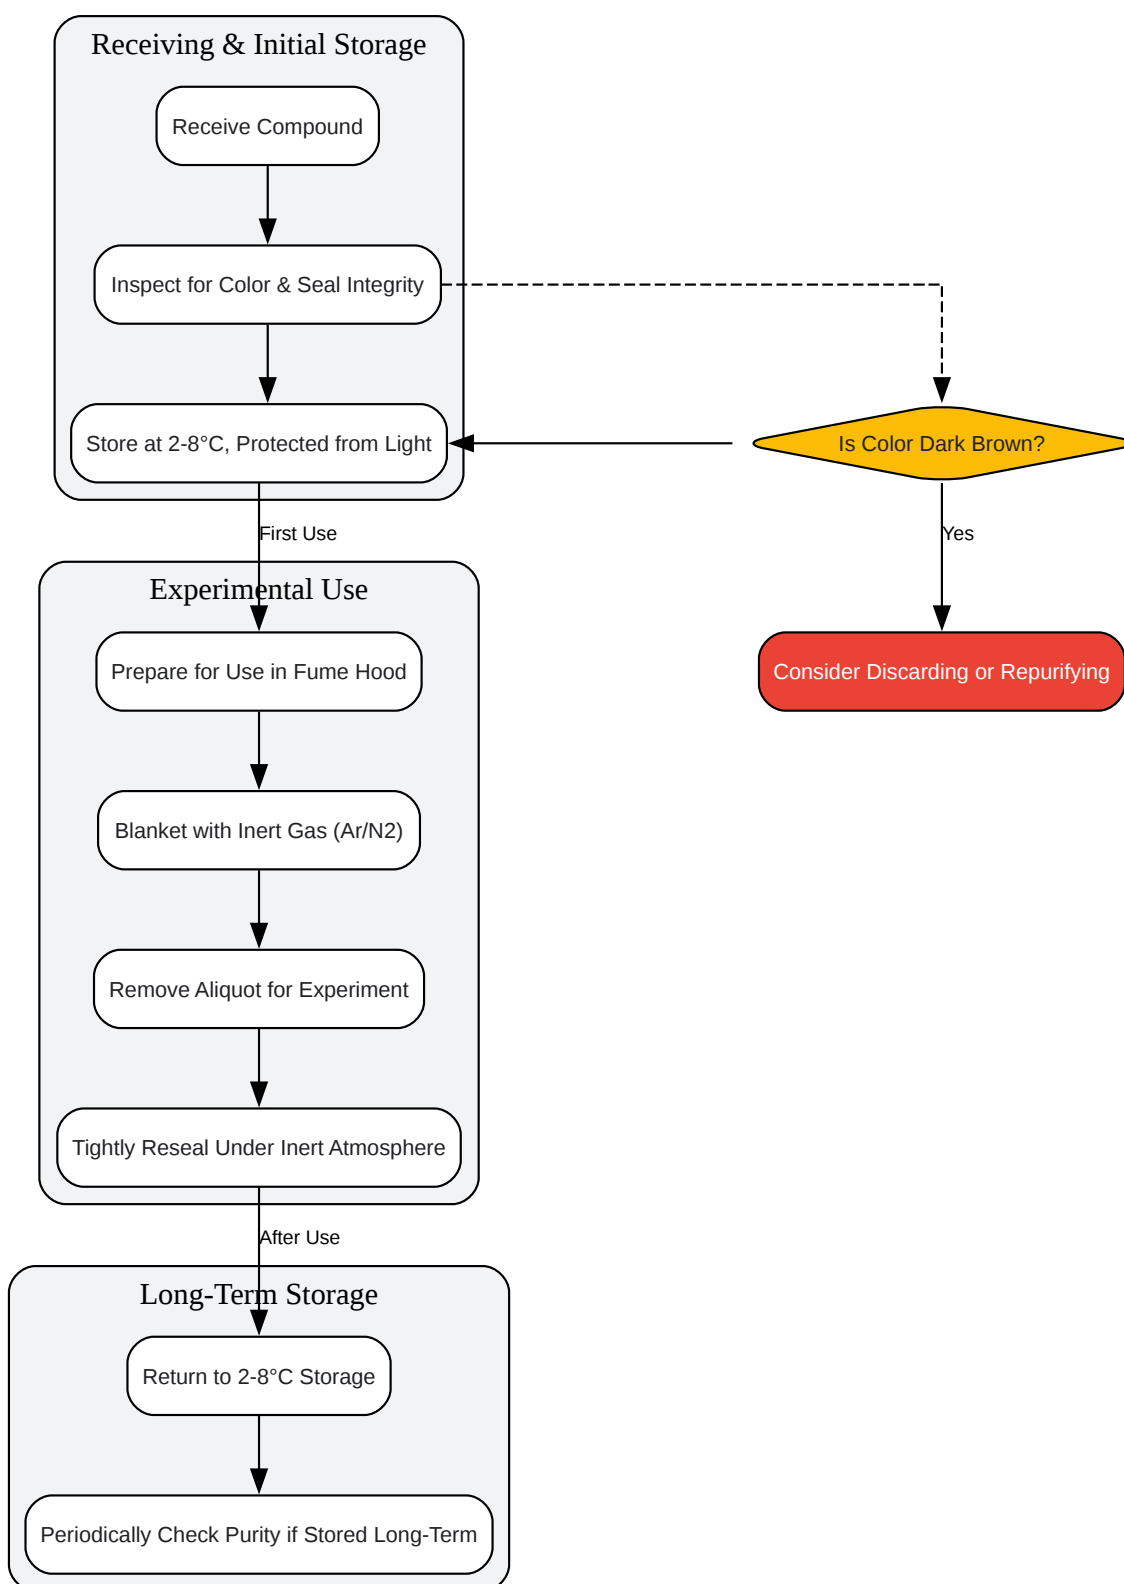 Receiving & Initial Storage
Receive Compound
Inspect for Color & Seal Integrity
Store at 2-8°C, Protected from Light
Is Color Dark Brown?
First Use
Yes
Experimental Use
Prepare for Use in Fume Hood
Consider Discarding or Repurifying
Blanket with Inert Gas (Ar/N2)
Remove Aliquot for Experiment
Tightly Reseal Under Inert Atmosphere
After Use
Long-Term Storage
Return to 2-8°C Storage
Periodically Check Purity if Stored Long-Term